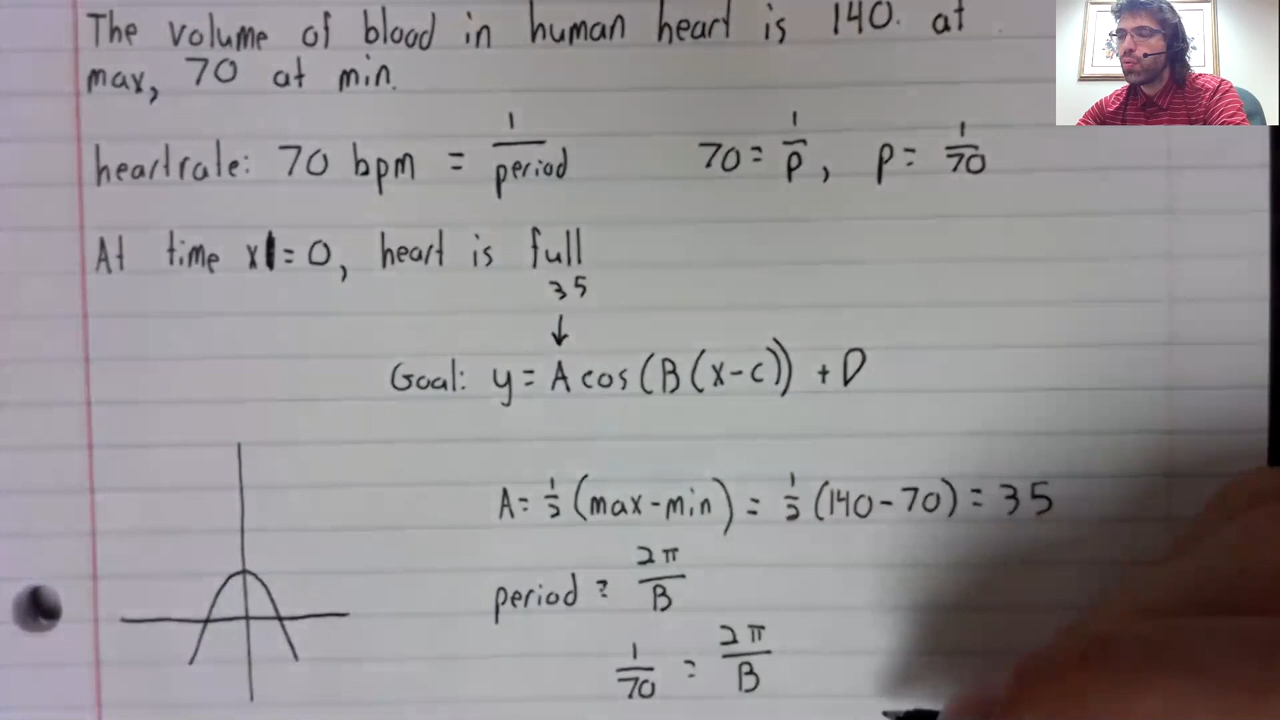 The volume of blood in human heart is 140. at
max, 70 at min.
heartrale: 70 bpm = 1/period 70 = 1/P, P = 1/70
At time x = 0, heart is full
35
↓
Goal: y = A cos(B(x-C)) + D
A = 1/2 (max-min) = 1/2 (140-70) = 35
period = 2π/B
1/70 = 2π/B